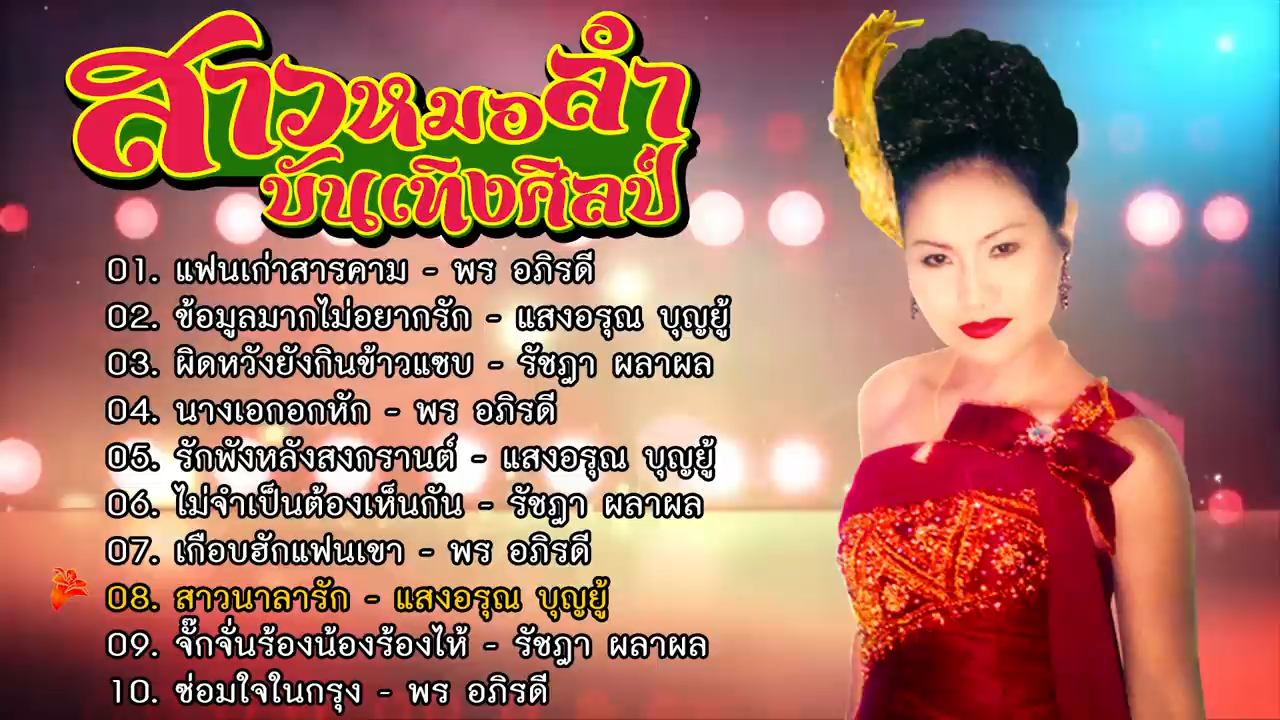 สาวหมอลำ
บันเทิงศิลป์
01. แฟนเก่าสารคาม - พร อภิรดี
02. ข้อมูลมากไม่อยากรัก - แสงอรุณ บุญยู้
03. ผิดหวังยังกินข้าวแซบ - รัชฎา ผลาผล
04. นางเอกอกหัก - พร อภิรดี
05. รักพังหลังสงกรานต์ - แสงอรุณ บุญยู้
06. ไม่จำเป็นต้องเห็นกัน - รัชฎา ผลาผล
07. เกือบฮักแฟนเขา - พร อภิรดี
08. สาวนาลารัก - แสงอรุณ บุญยู้
09. จั๊กจั่นร้องน้องร้องไห้ - รัชฎา ผลาผล
10. ซ่อมใจในกรุง - พร อภิรดี